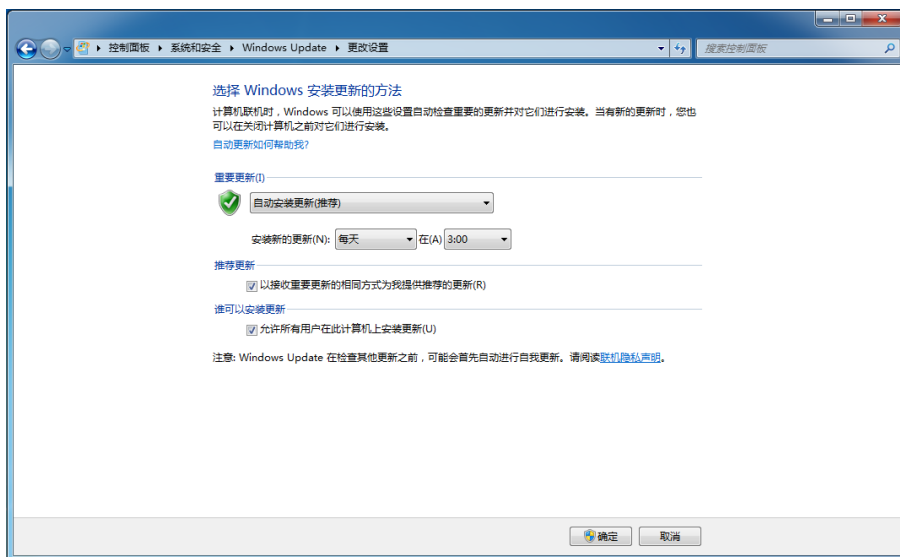 控制面板 系统和安全 Windows Update 更改设置 搜索控制面板
选择 Windows 安装更新的方法
计算机联机时，Windows 可以使用这些设置自动检查重要的更新并对它们进行安装。当有新的更新时，您也
可以在关闭计算机之前对它们进行安装。
自动更新如何帮助我?
重要更新(I)
自动安装更新(推荐)
安装新的更新(N): 每天 在(A) 3:00
推荐更新
以接收重要更新的相同方式为我提供推荐的更新(R)
谁可以安装更新
允许所有用户在此计算机上安装更新(U)
注意: Windows Update 在检查其他更新之前，可能会首先自动进行自我更新。请阅读联机隐私声明。
确定 取消